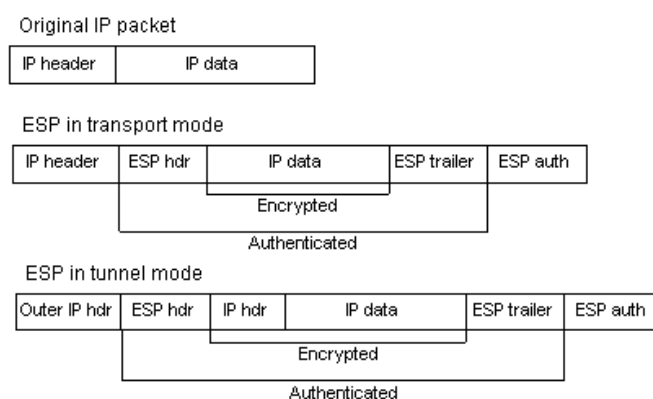 Original IP packet
IP header IP data
ESP in transport mode
IP header ESP hdr IP data ESP trailer ESP auth
Encrypted
Authenticated
ESP in tunnel mode
Outer IP hdr ESP hdr IP hdr IP data ESP trailer ESP auth
Encrypted
Authenticated